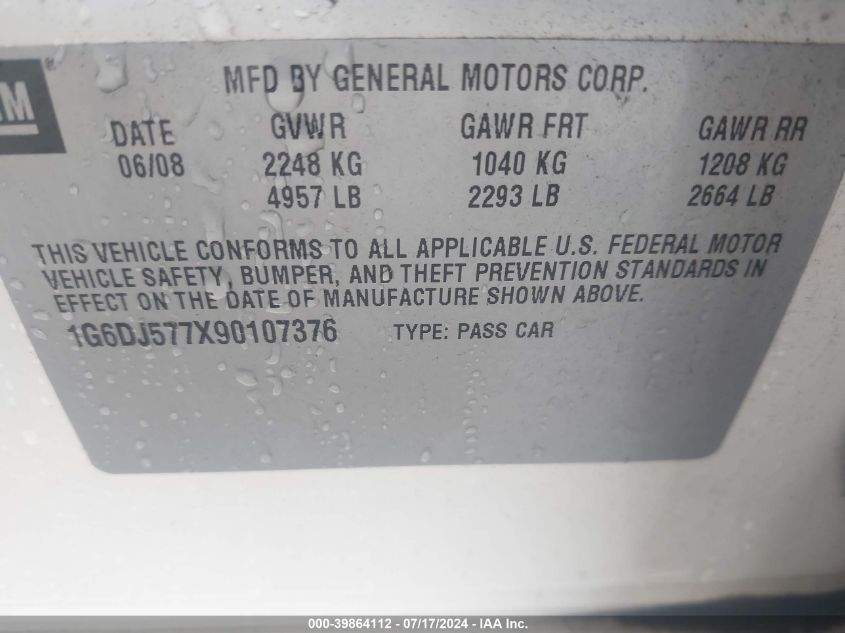 GM
MFD BY GENERAL MOTORS CORP.
DATE GVWR GAWR FRT GAWR RR
06/08 2248 KG 1040 KG 1208 KG
4957 LB 2293 LB 2664 LB
THIS VEHICLE CONFORMS TO ALL APPLICABLE U.S. FEDERAL MOTOR
VEHICLE SAFETY, BUMPER, AND THEFT PREVENTION STANDARDS IN
EFFECT ON THE DATE OF MANUFACTURE SHOWN ABOVE.
1G6DJ577X90107376 TYPE: PASS CAR
000-39864112 - 07/17/2024 - IAA Inc.